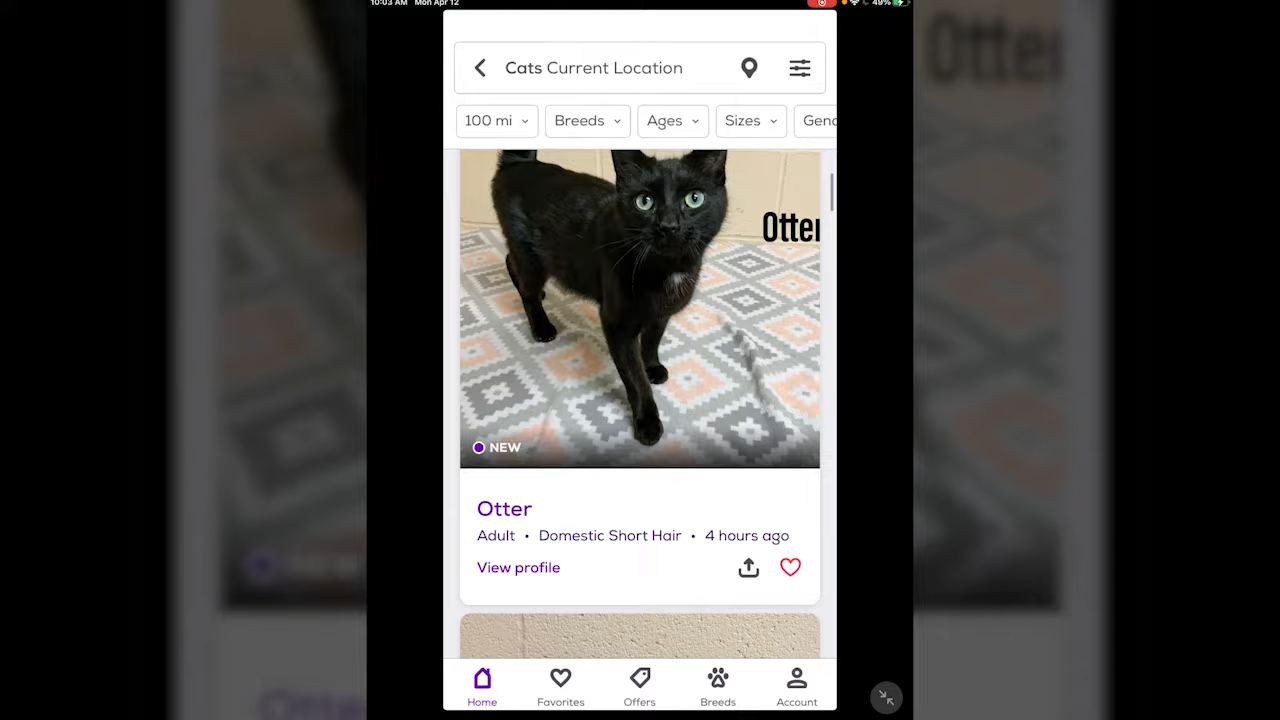 10:03 AM Mon Apr 12
49%
Cats Current Location
100 mi
Breeds
Ages
Sizes
Otter
NEW
Otter
Adult • Domestic Short Hair • 4 hours ago
View profile
Home
Favorites
Offers
Breeds
Account